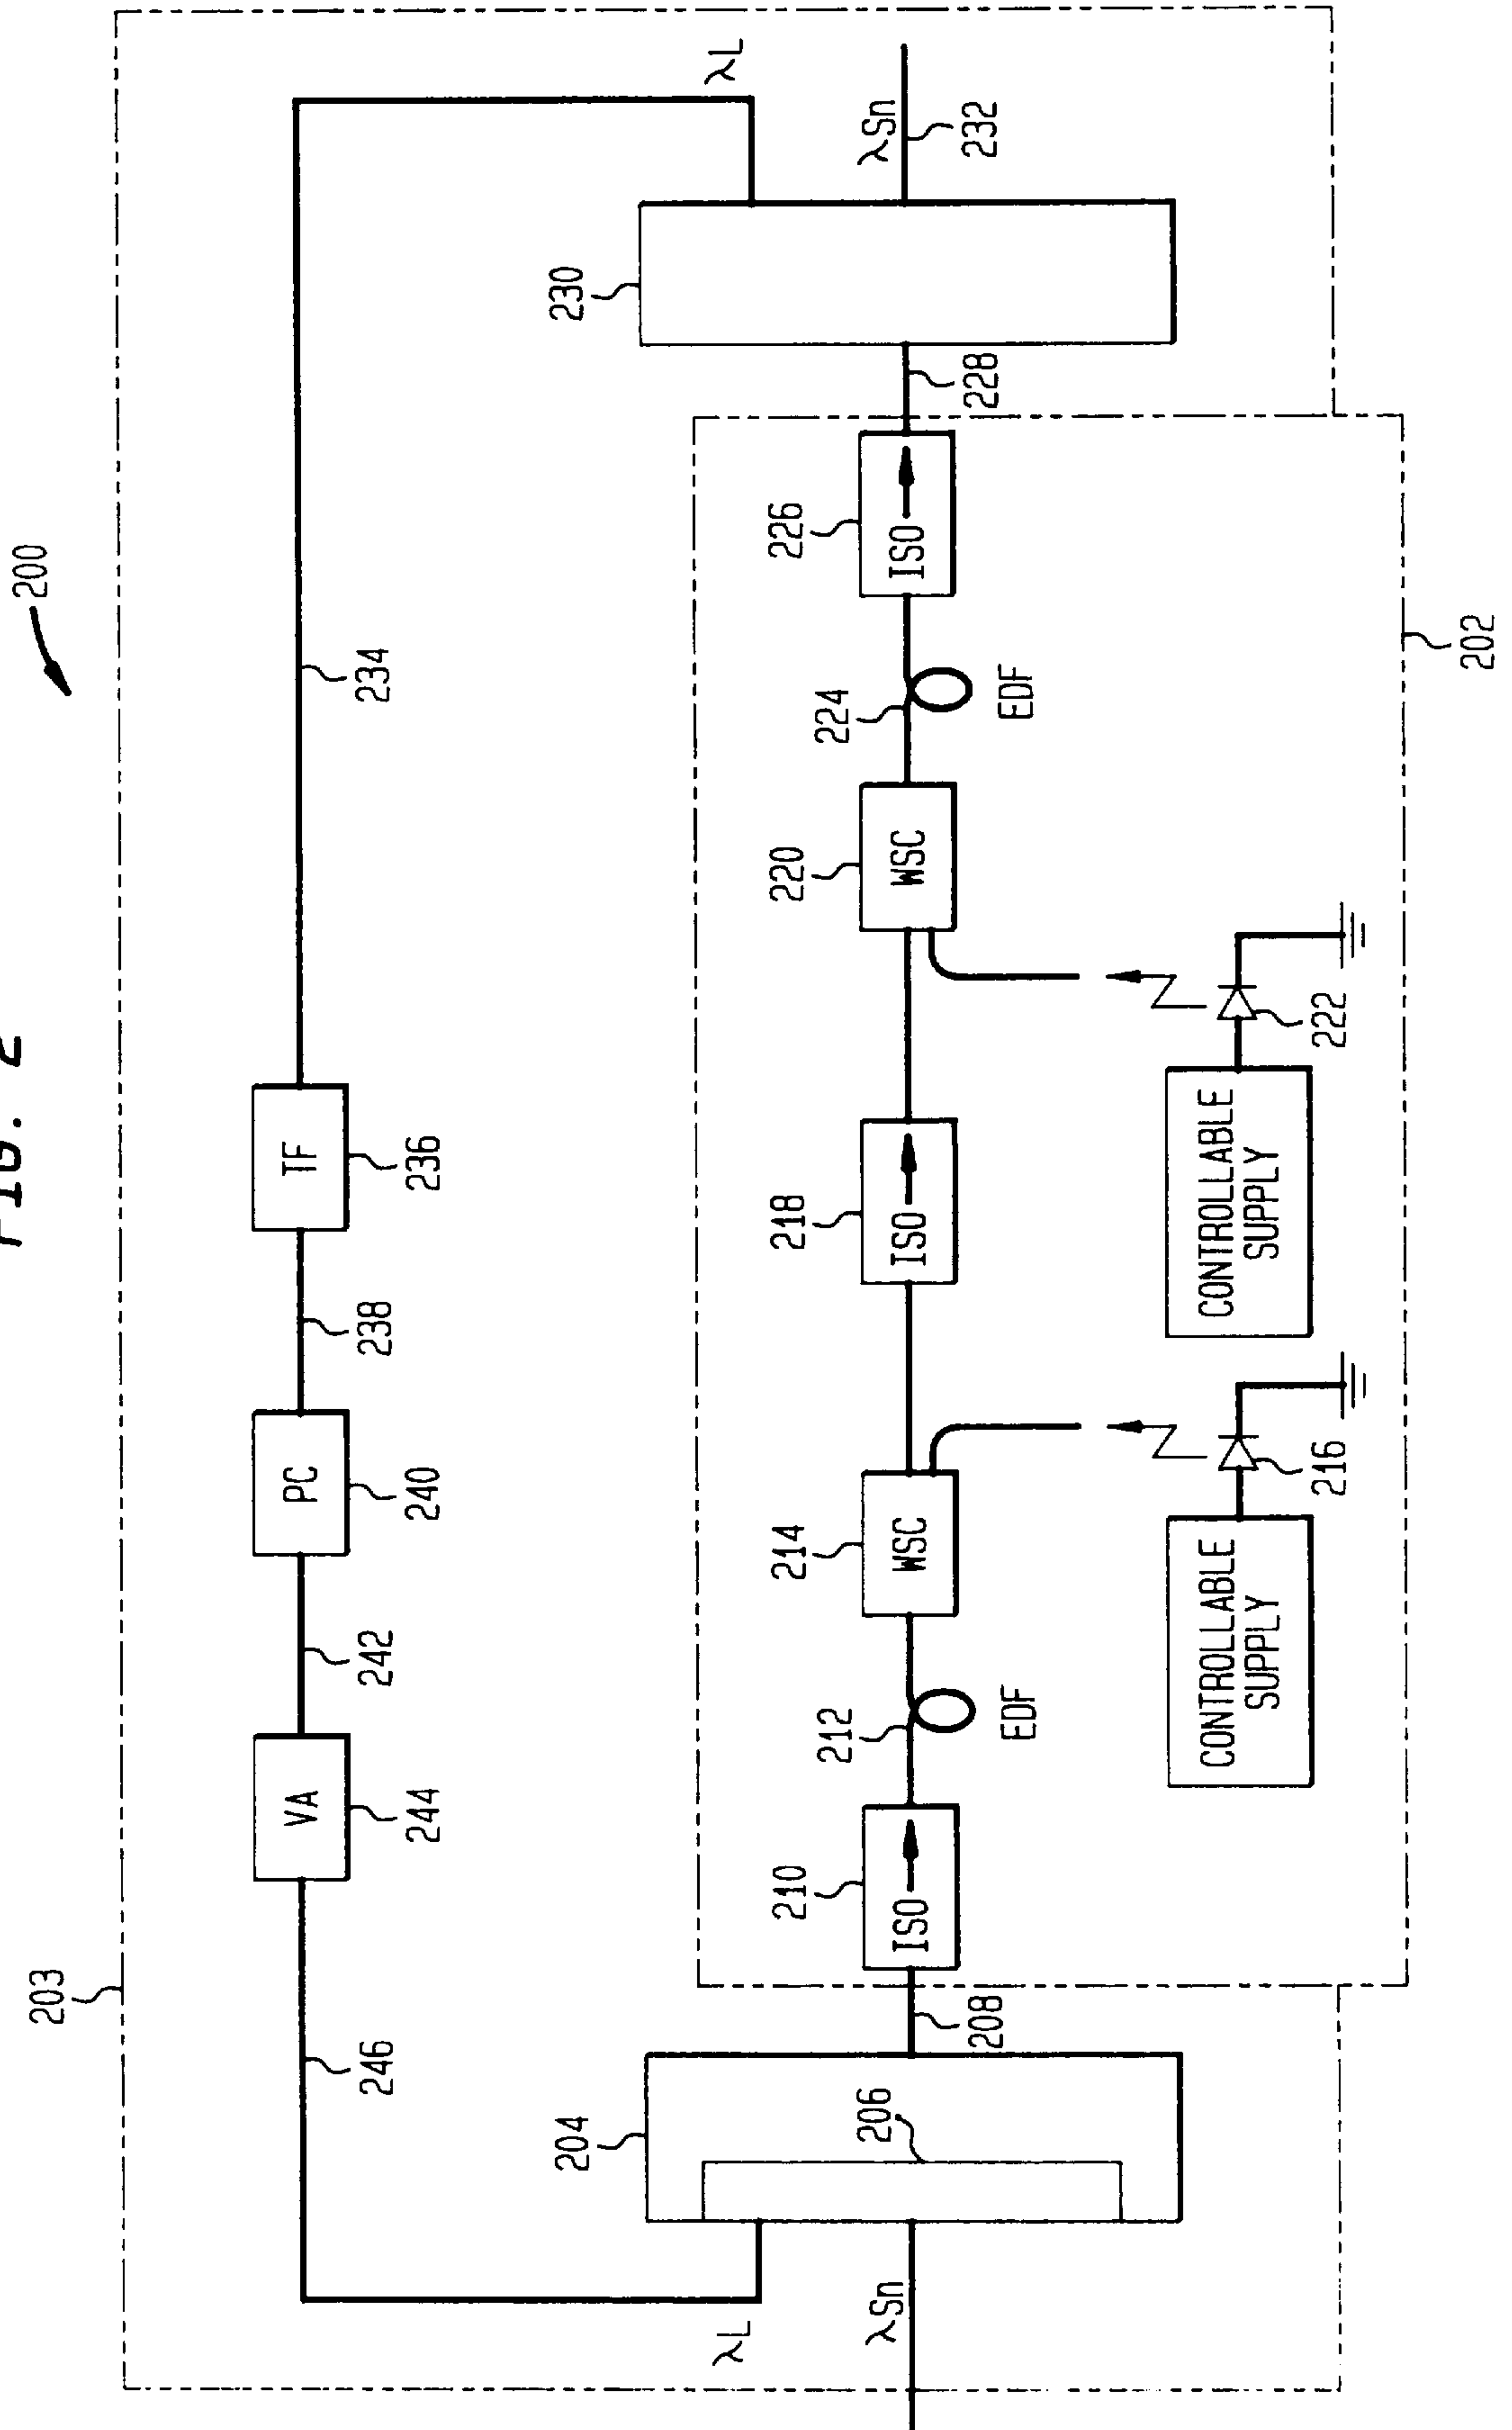 FIG. 2
200
203
λL
λSn
232
230
228
234
TF
236
238
PC
240
242
VA
244
246
226
ISO
224
EDF
220
WSC
222
CONTROLLABLE
SUPPLY
218
ISO
214
WSC
216
CONTROLLABLE
SUPPLY
212
EDF
210
ISO
202
208
204
206
λL
λSn